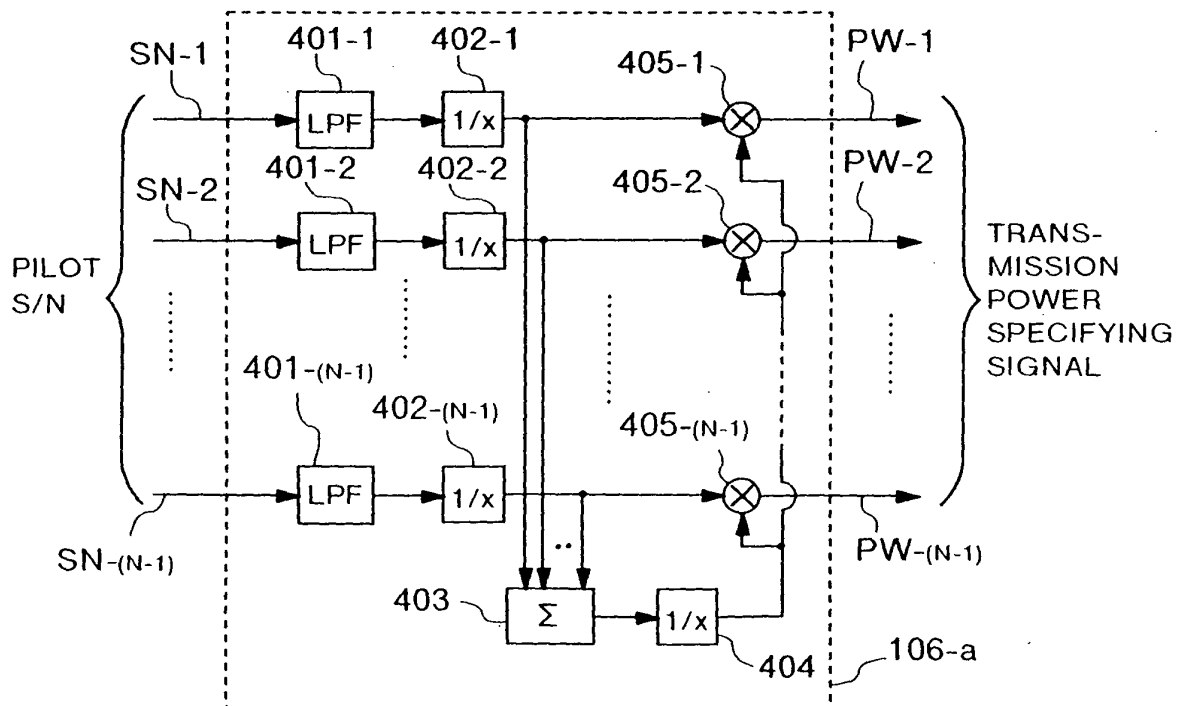 401-1
402-1
SN-1
405-1
PW-1
LPF
1/x
401-2
402-2
405-2
PW-2
SN-2
LPF
1/x
PILOT
S/N
TRANS-
MISSION
POWER
SPECIFYING
SIGNAL
401-(N-1)
402-(N-1)
405-(N-1)
LPF
1/x
SN-(N-1)
PW-(N-1)
403
Σ
1/x
404
106-a